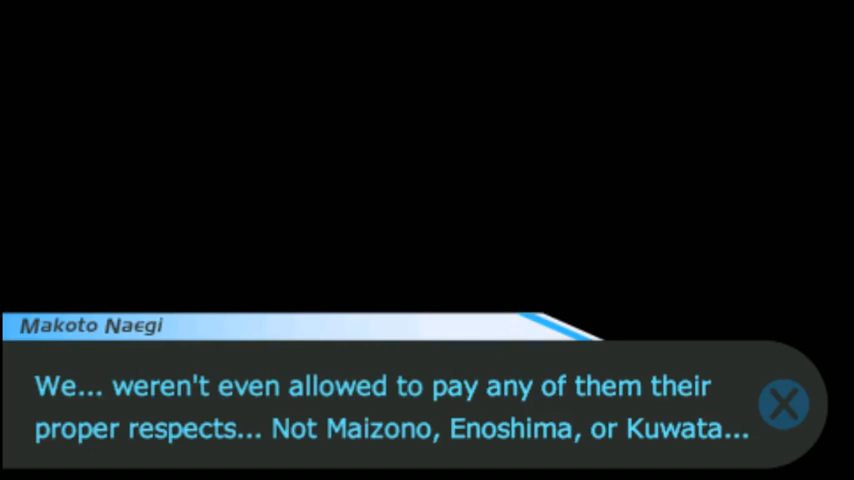 Makoto Naegi
We... weren't even allowed to pay any of them their
proper respects... Not Maizono, Enoshima, or Kuwata...